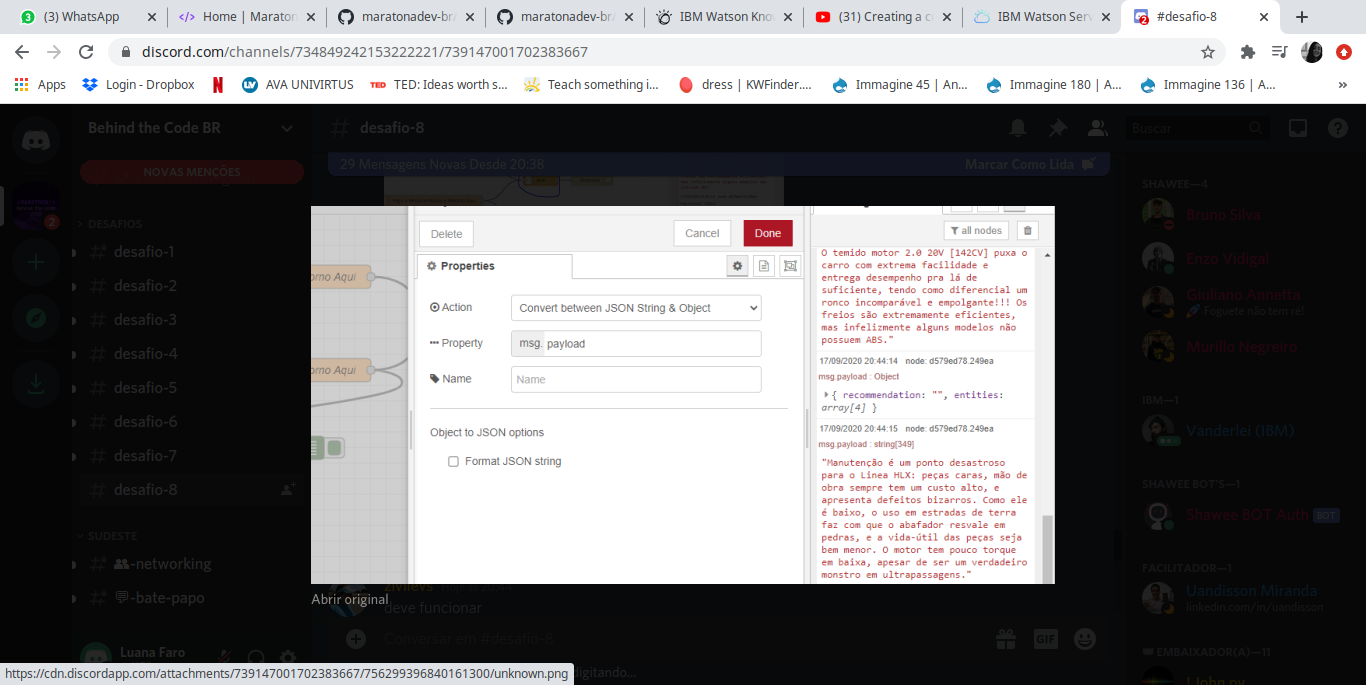 (3) WhatsApp
Home | Maraton
maratonadev-br/
maratonadev-br/
IBM Watson Kno
(31) Creating a c
IBM Watson Serv
#desafio-8
discord.com/channels/734849242153222221/739147001702383667
Apps
Login - Dropbox
AVA UNIVIRTUS
TED: Ideas worth s...
Teach something i...
dress | KWFinder....
Immagine 45 | An...
Immagine 180 | A...
Immagine 136 | A...
Behind the Code BR
desafio-8
Buscar
29 Mensagens Novas Desde 20:38
Marcar Como Lida
NOVAS MENÇÕES
DESAFIOS
desafio-1
desafio-2
desafio-3
desafio-4
desafio-5
desafio-6
desafio-7
desafio-8
SUDESTE
-networking
-bate-papo
Luana Faro
orno Aqui
orno Aqui
Delete
Cancel
Done
Properties
Action
Convert between JSON String & Object
Property
msg. payload
Name
Name
Object to JSON options
Format JSON string
all nodes
O temido motor 2.0 20V [142CV] puxa o
carro com extrema facilidade e
entrega desempenho pra lá de
suficiente, tendo como diferencial um
ronco incomparável e empolgante!!! Os
freios são extremamente eficientes,
mas infelizmente alguns modelos não
possuem ABS."
17/09/2020 20:44:14 node: d579ed78.249ea
msg.payload : Object
{ recommendation: "", entities:
array[4] }
17/09/2020 20:44:15 node: d579ed78.249ea
msg.payload : string[349]
"Manutenção é um ponto desastroso
para o Linea HLX: peças caras, mão de
obra sempre tem um custo alto, e
apresenta defeitos bizarros. Como ele
é baixo, o uso em estradas de terra
faz com que o abafador resvale em
pedras, e a vida-útil das peças seja
bem menor. O motor tem pouco torque
em baixa, apesar de ser um verdadeiro
monstro em ultrapassagens."
Abrir original
deve funcionar
Conversar em #desafio-8
GIF
digitando...
SHAWEE—4
Bruno Silva
Enzo Vidigal
Giuliano Annetta
Foguete não tem ré!
Murillo Negreiro
IBM—1
Vanderlei (IBM)
SHAWEE BOT'S—1
Shawee BOT Auth BOT
FACILITADOR—1
Uandisson Miranda
linkedin.com/in/uandisson
EMBAIXADOR(A)—11
https://cdn.discordapp.com/attachments/739147001702383667/756299396840161300/unknown.png